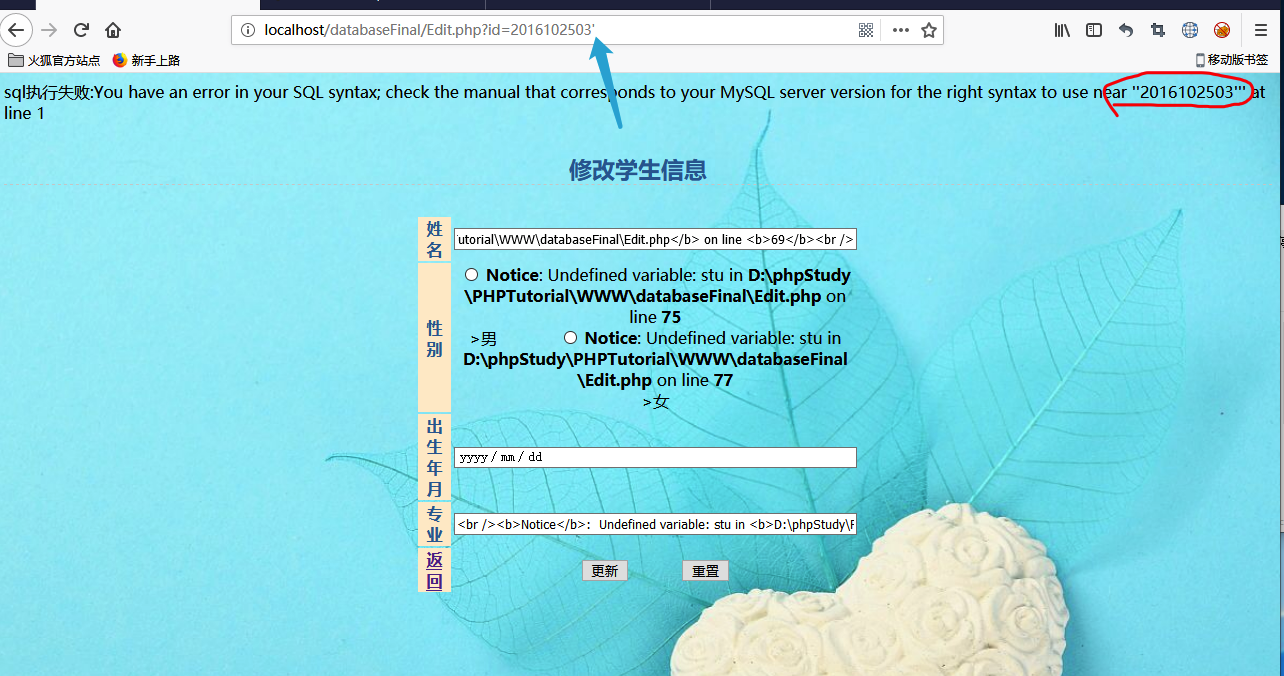 localhost/databaseFinal/Edit.php?id=2016102503'
火狐官方站点 新手上路 移动版书签
sql执行失败:You have an error in your SQL syntax; check the manual that corresponds to your MySQL server version for the right syntax to use near ''2016102503''' at
line 1
修改学生信息
姓名
utorial\WWW\databaseFinal\Edit.php</b> on line <b>69</b><br />
性别
Notice: Undefined variable: stu in D:\phpStudy
\PHPTutorial\WWW\databaseFinal\Edit.php on
line 75
>男 Notice: Undefined variable: stu in
D:\phpStudy\PHPTutorial\WWW\databaseFinal
\Edit.php on line 77
>女
出生年月
yyyy / mm / dd
专业
<br /><b>Notice</b>: Undefined variable: stu in <b>D:\phpStudy\
返回
更新 重置